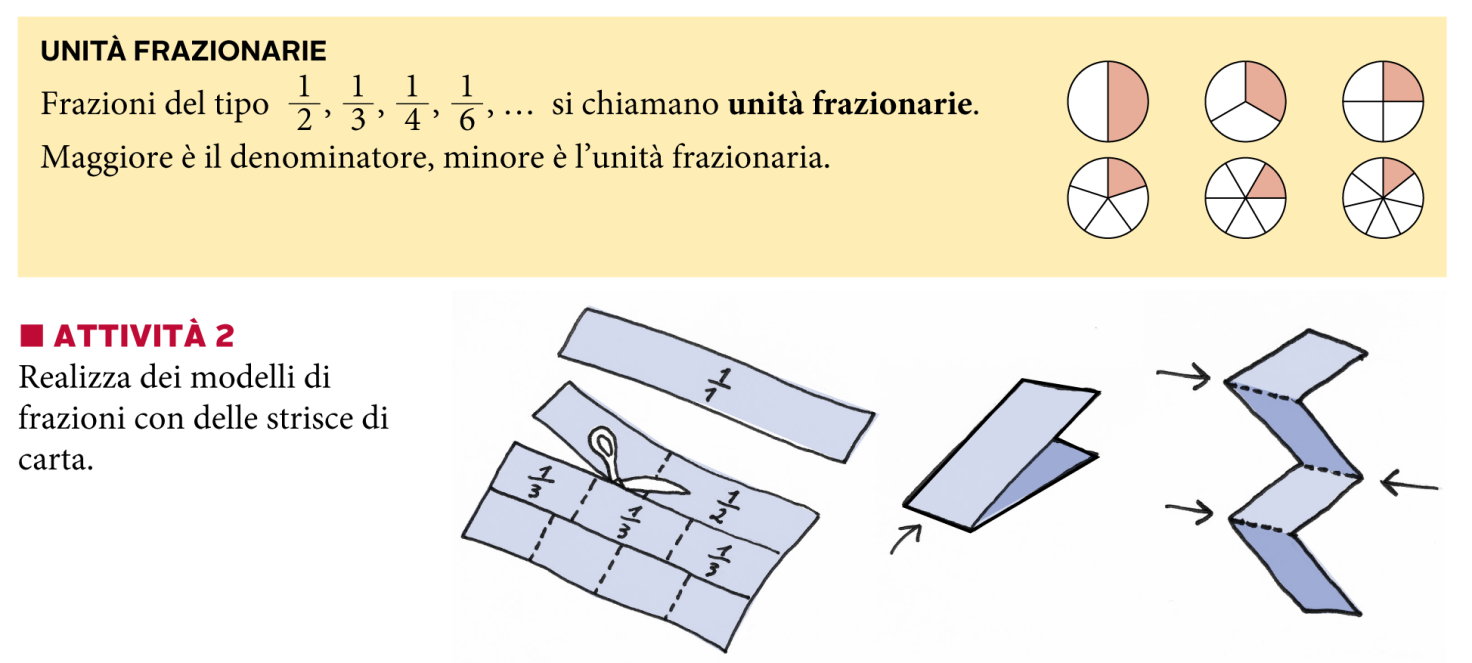 UNITÀ FRAZIONARIE
Frazioni del tipo 1/2, 1/3, 1/4, 1/6, … si chiamano unità frazionarie.
Maggiore è il denominatore, minore è l’unità frazionaria.
■ ATTIVITÀ 2
Realizza dei modelli di
frazioni con delle strisce di
carta.
1/1
1/2
1/3
1/3
1/3